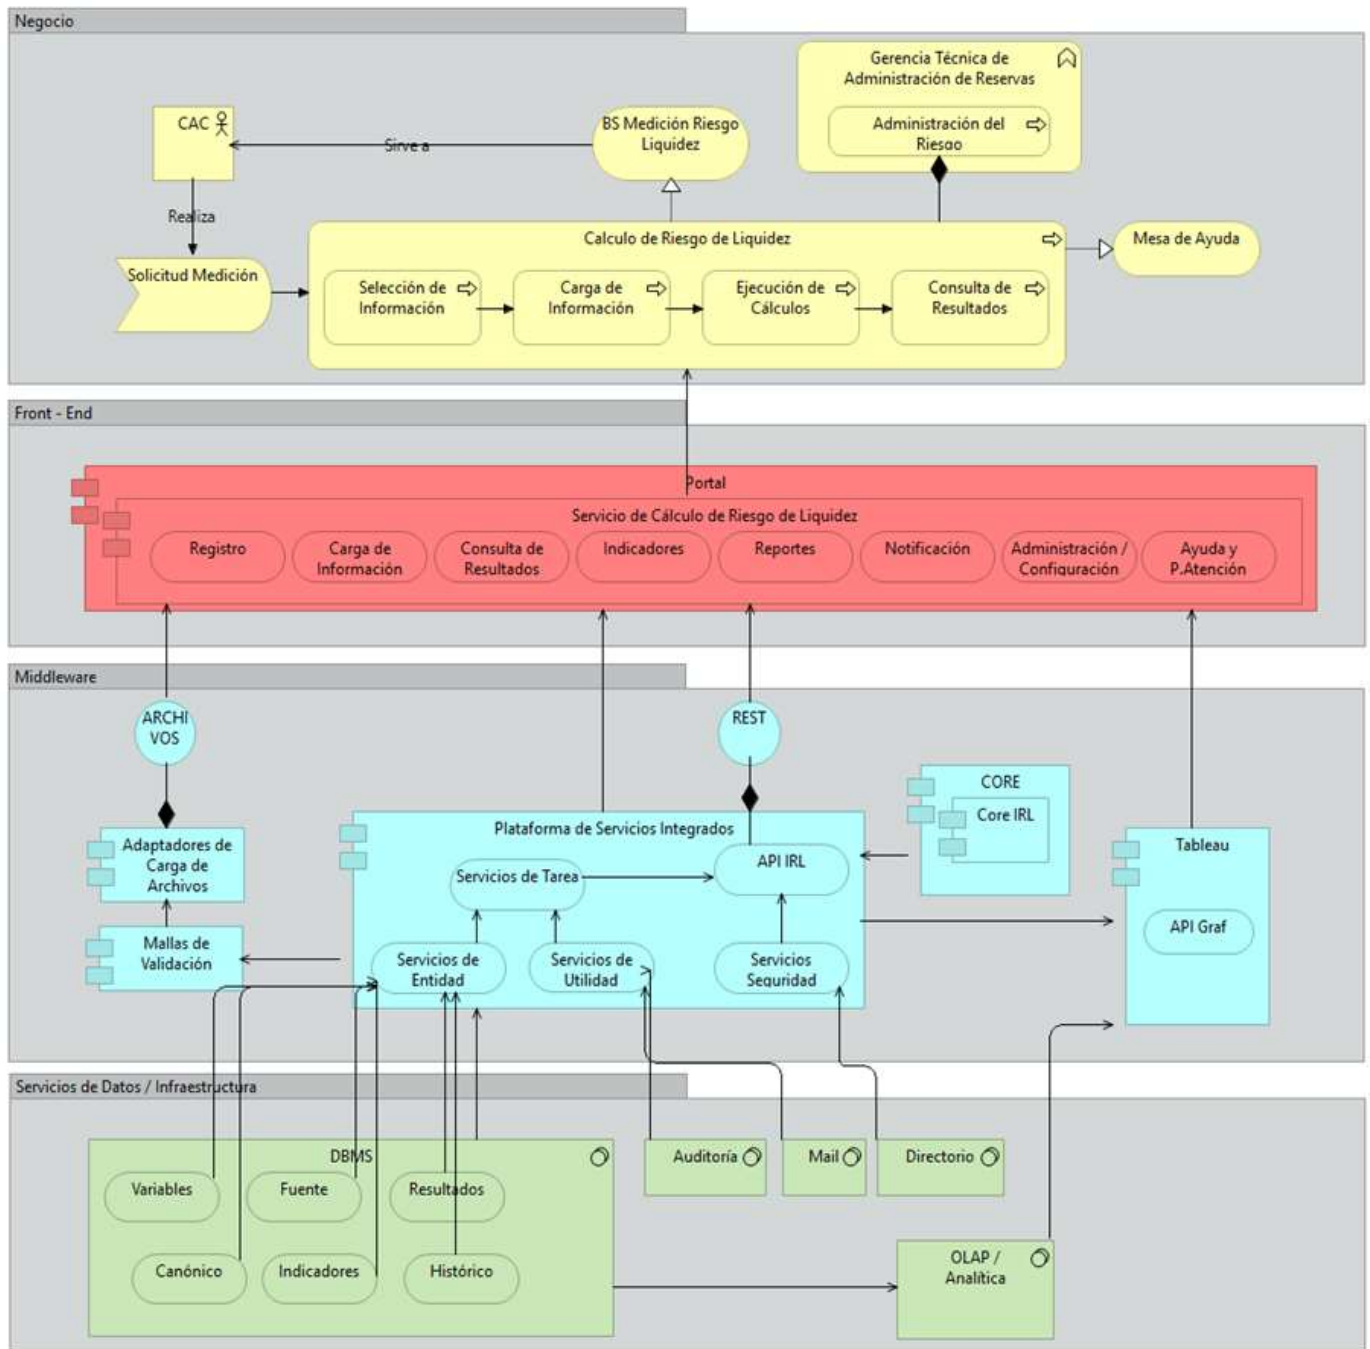 Negocio
Gerencia Técnica de
Administración de Reservas
Administración del
Riesgo
CAC
BS Medición Riesgo
Liquidez
Sirve a
Realiza
Solicitud Medición
Calculo de Riesgo de Liquidez
Mesa de Ayuda
Selección de
Información
Carga de
Información
Ejecución de
Cálculos
Consulta de
Resultados
Front - End
Portal
Servicio de Cálculo de Riesgo de Liquidez
Registro
Carga de
Información
Consulta de
Resultados
Indicadores
Reportes
Notificación
Administración /
Configuración
Ayuda y
P.Atención
Middleware
ARCHI
VOS
REST
CORE
Core IRL
Adaptadores de
Carga de
Archivos
Plataforma de Servicios Integrados
Tableau
API IRL
Servicios de Tarea
API Graf
Mallas de
Validación
Servicios de
Entidad
Servicios de
Utilidad
Servicios
Seguridad
Servicios de Datos / Infraestructura
DBMS
Auditoría
Mail
Directorio
Variables
Fuente
Resultados
Canónico
Indicadores
Histórico
OLAP /
Analítica